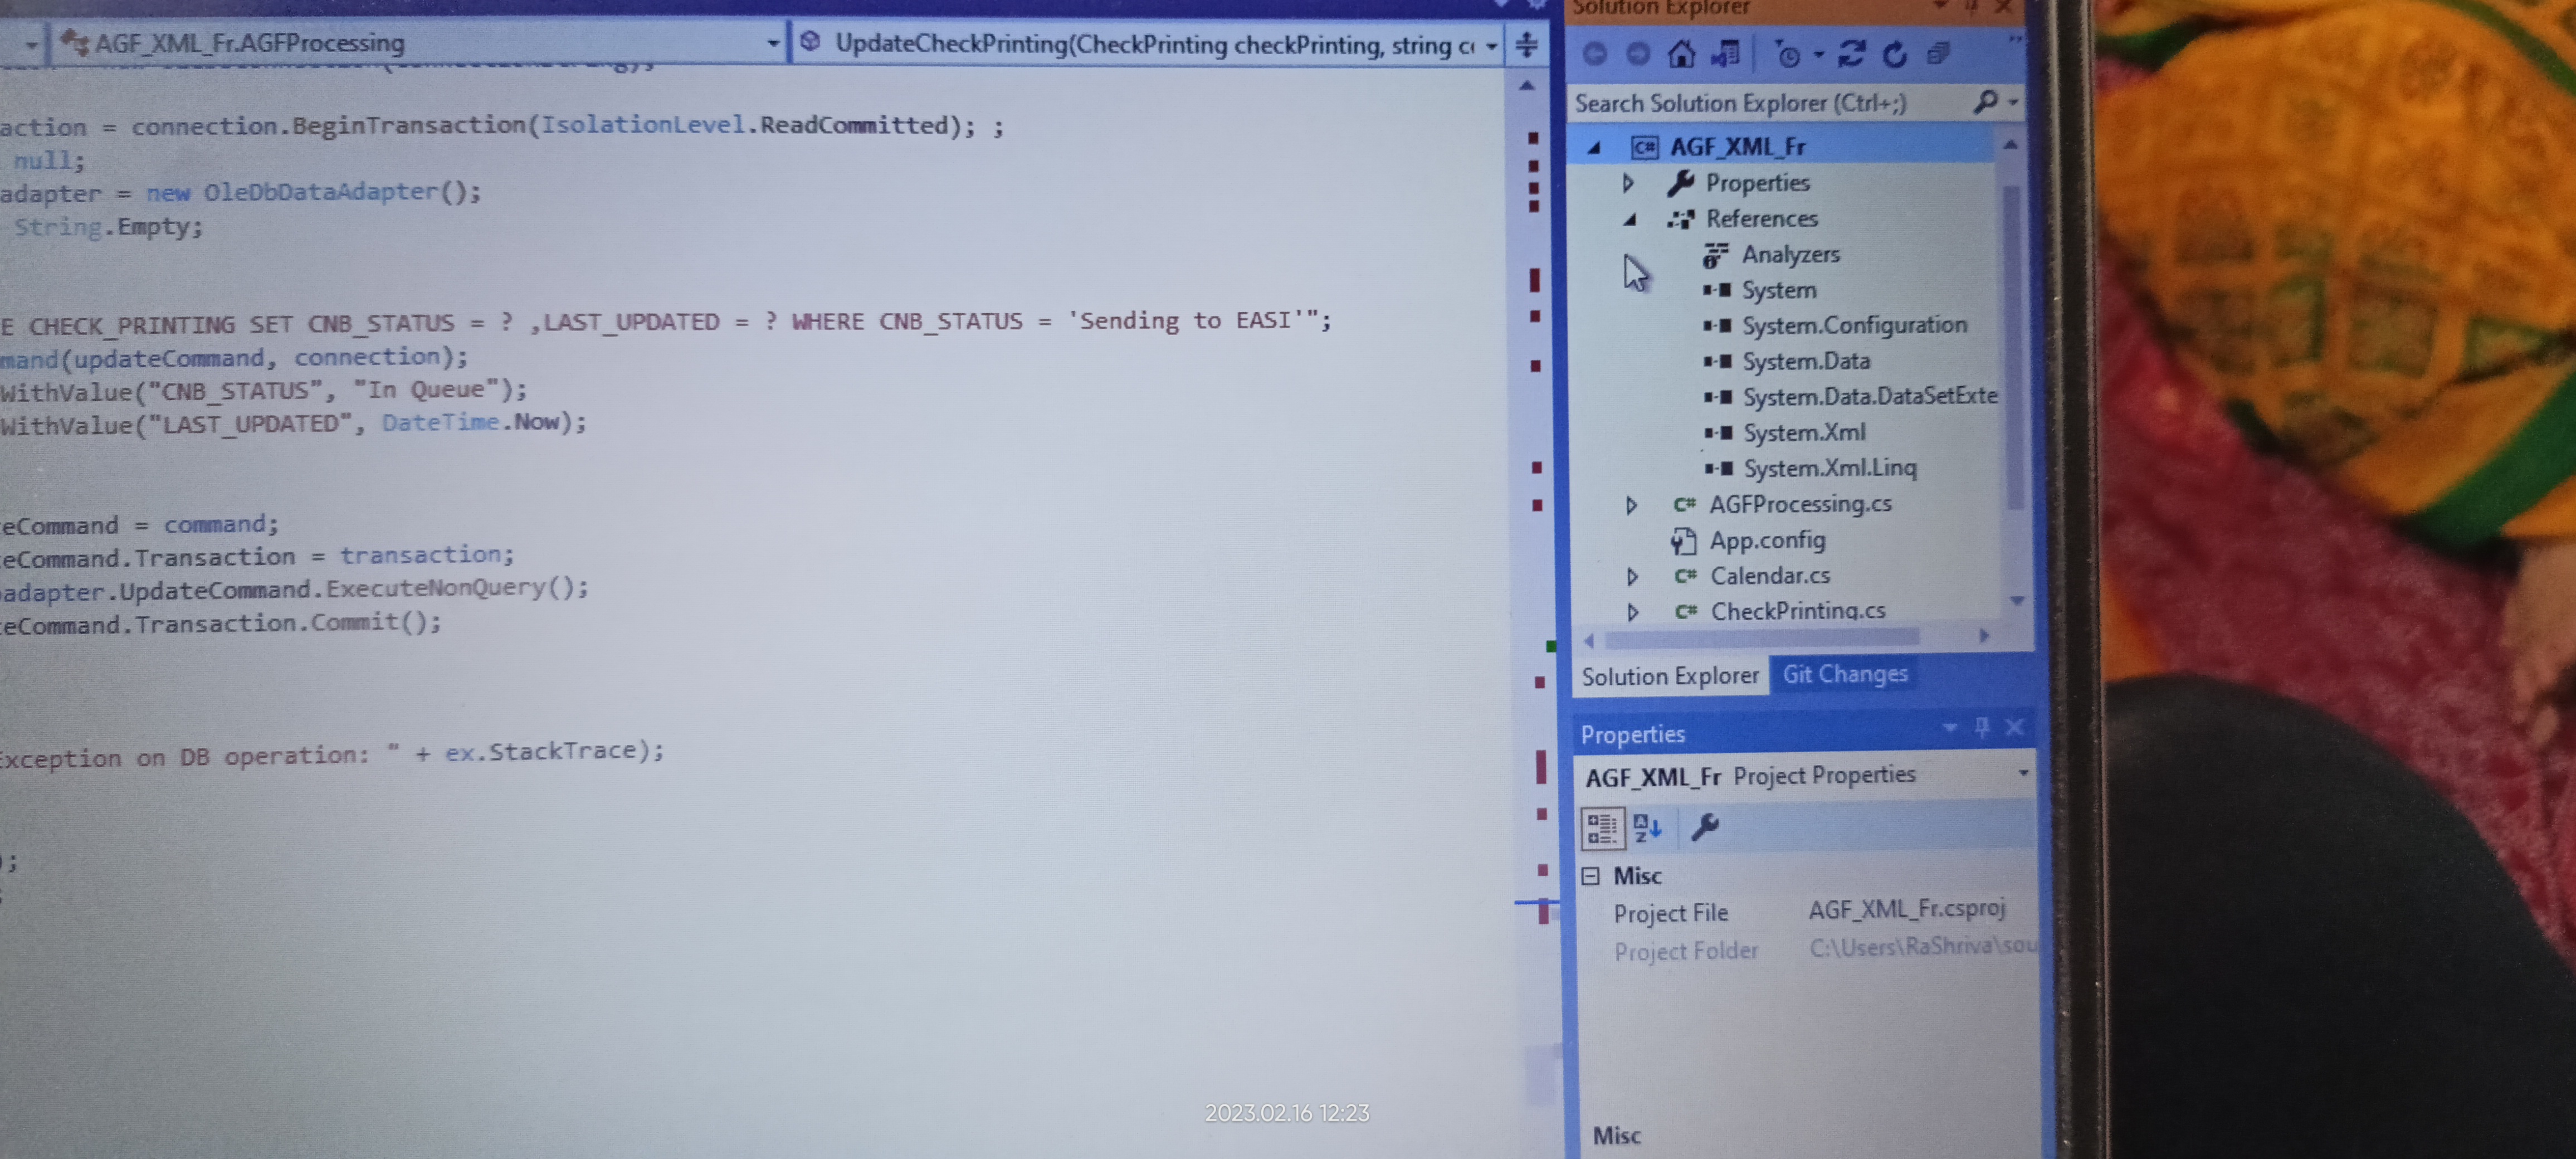 AGF_XML_Fr.AGFProcessing
UpdateCheckPrinting(CheckPrinting checkPrinting, string c
action = connection.BeginTransaction(IsolationLevel.ReadCommitted); ;
null;
adapter = new OleDbDataAdapter();
String.Empty;
E CHECK_PRINTING SET CNB_STATUS = ? ,LAST_UPDATED = ? WHERE CNB_STATUS = 'Sending to EASI'";
mand(updateCommand, connection);
WithValue("CNB_STATUS", "In Queue");
WithValue("LAST_UPDATED", DateTime.Now);
eCommand = command;
eCommand.Transaction = transaction;
adapter.UpdateCommand.ExecuteNonQuery();
eCommand.Transaction.Commit();
xception on DB operation: " + ex.StackTrace);
);
;
Solution Explorer
Search Solution Explorer (Ctrl+;)
C# AGF_XML_Fr
Properties
References
Analyzers
System
System.Configuration
System.Data
System.Data.DataSetExte
System.Xml
System.Xml.Linq
C# AGFProcessing.cs
App.config
C# Calendar.cs
C# CheckPrinting.cs
Solution Explorer Git Changes
Properties
AGF_XML_Fr Project Properties
Misc
Project File AGF_XML_Fr.csproj
Project Folder C:\Users\RaShriva\sou
Misc
2023.02.16 12:23